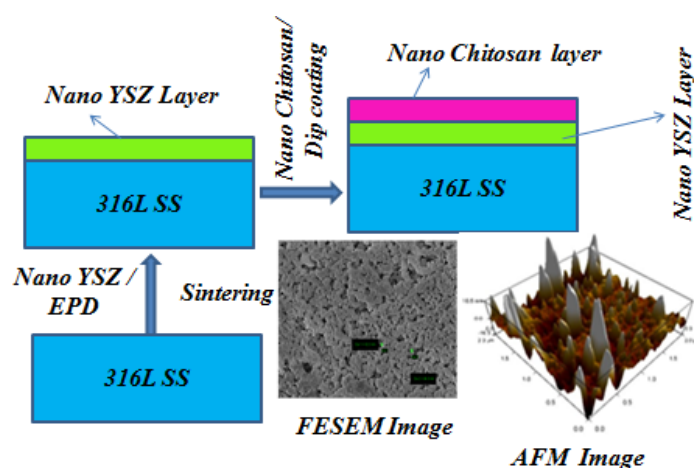 Nano Chitosan layer
Nano YSZ Layer
Nano Chitosan/
Dip coating
Nano YSZ Layer
316L SS
316L SS
Nano YSZ /
EPD
Sintering
316L SS
FESEM Image
AFM Image